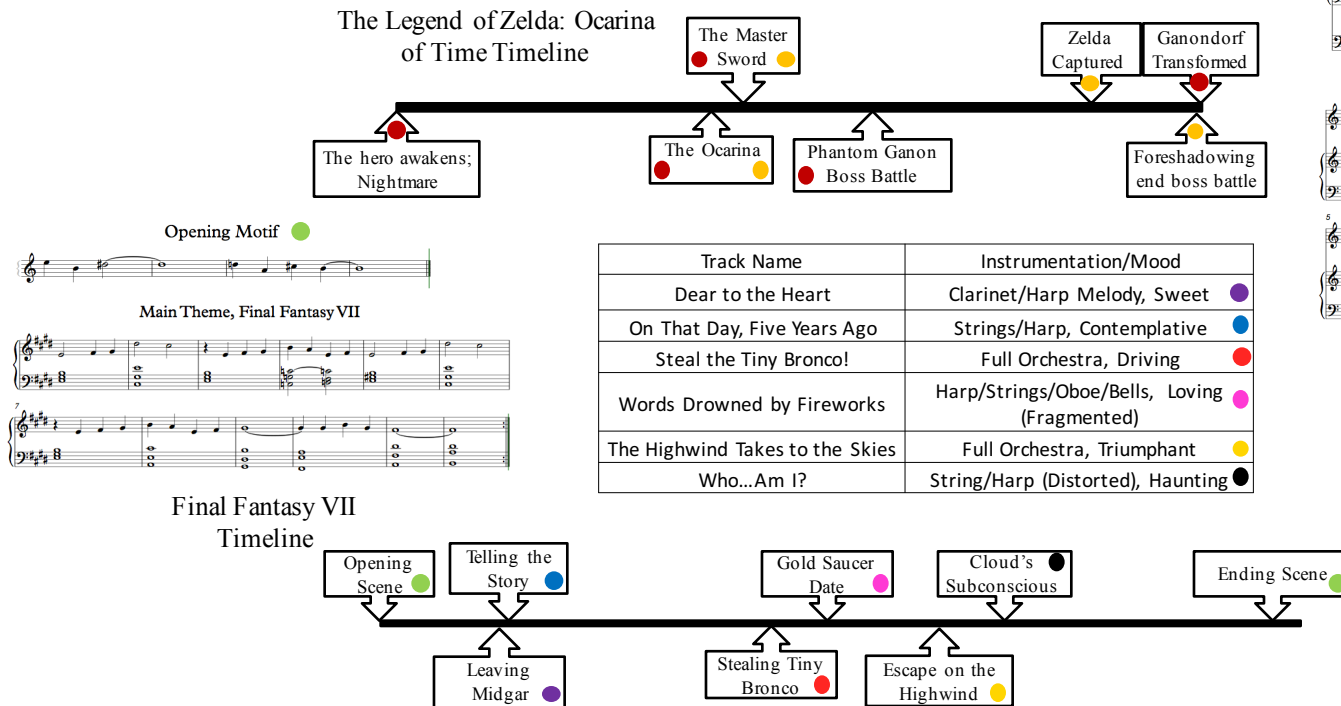 The Legend of Zelda: Ocarina
of Time Timeline
The Master
Sword
Zelda
Captured
Ganondorf
Transformed
The hero awakens;
Nightmare
The Ocarina
Phantom Ganon
Boss Battle
Foreshadowing
end boss battle
Opening Motif
Main Theme, Final Fantasy VII
7
5
Track Name Instrumentation/Mood
Dear to the Heart Clarinet/Harp Melody, Sweet
On That Day, Five Years Ago Strings/Harp, Contemplative
Steal the Tiny Bronco! Full Orchestra, Driving
Words Drowned by Fireworks Harp/Strings/Oboe/Bells, Loving
(Fragmented)
The Highwind Takes to the Skies Full Orchestra, Triumphant
Who...Am I? String/Harp (Distorted), Haunting
Final Fantasy VII
Timeline
Opening
Scene
Telling the
Story
Gold Saucer
Date
Cloud's
Subconscious
Ending Scene
Leaving
Midgar
Stealing Tiny
Bronco
Escape on the
Highwind